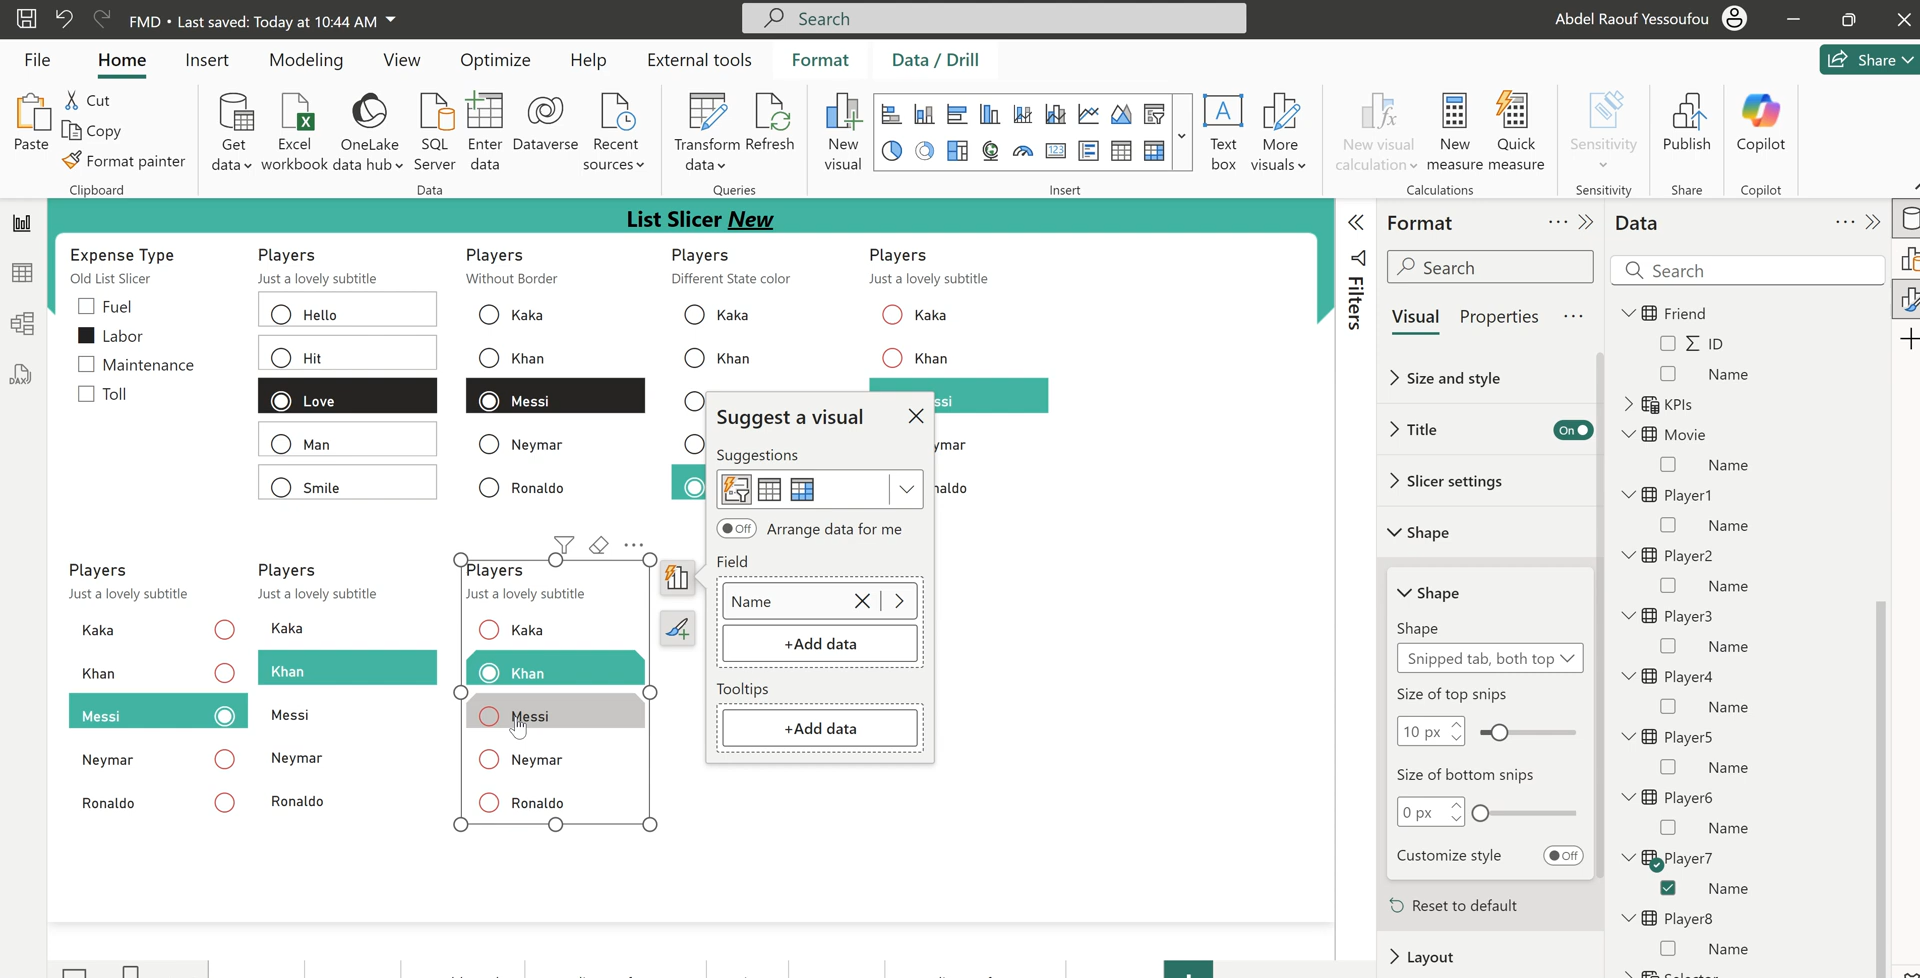 FMD • Last saved: Today at 10:44 AM
Search
Abdel Raouf Yessoufou
File
Home
Insert
Modeling
View
Optimize
Help
External tools
Format
Data / Drill
Share
Paste
Cut
Copy
Format painter
Clipboard
Get data
Excel workbook
OneLake data hub
SQL Server
Enter data
Dataverse
Recent sources
Data
Transform data
Refresh
Queries
New visual
Text box
More visuals
Insert
New visual calculation
New measure
Quick measure
Calculations
Sensitivity
Sensitivity
Publish
Share
Copilot
Copilot
List Slicer New
Expense Type
Old List Slicer
Fuel
Labor
Maintenance
Toll
Players
Just a lovely subtitle
Hello
Hit
Love
Man
Smile
Players
Without Border
Kaka
Khan
Messi
Neymar
Ronaldo
Players
Different State color
Kaka
Khan
Players
Just a lovely subtitle
Kaka
Khan
ssi
ymar
naldo
Players
Just a lovely subtitle
Kaka
Khan
Messi
Neymar
Ronaldo
Players
Just a lovely subtitle
Kaka
Khan
Messi
Neymar
Ronaldo
Players
Just a lovely subtitle
Kaka
Khan
Messi
Neymar
Ronaldo
Suggest a visual
Suggestions
Off
Arrange data for me
Field
Name
+Add data
Tooltips
+Add data
Filters
Format
Search
Visual
Properties
Size and style
Title
On
Slicer settings
Shape
Shape
Shape
Snipped tab, both top
Size of top snips
10 px
Size of bottom snips
0 px
Customize style
Off
Reset to default
Layout
Data
Search
Friend
ID
Name
KPIs
Movie
Name
Player1
Name
Player2
Name
Player3
Name
Player4
Name
Player5
Name
Player6
Name
Player7
Name
Player8
Name
DAX